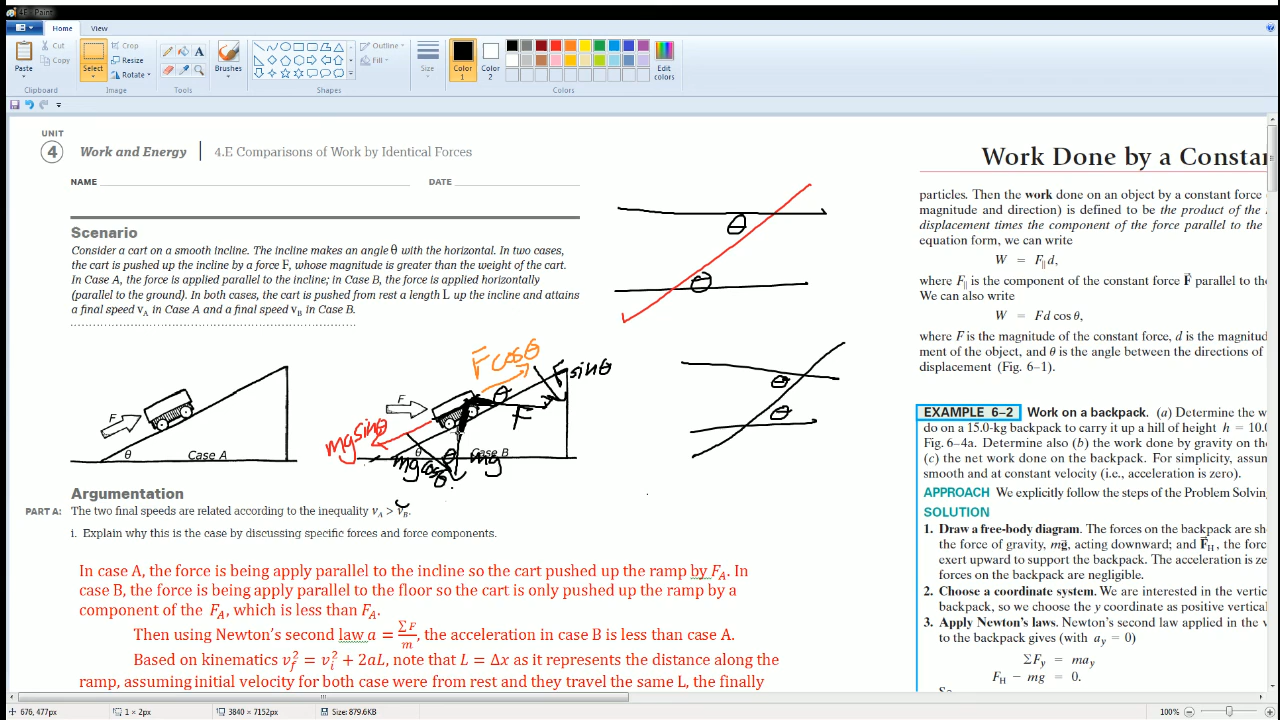 4E - Paint
Home
View
Paste
Cut
Copy
Clipboard
Select
Crop
Resize
Rotate
Image
A
Tools
Brushes
Outline
Fill
Shapes
Size
Color
1
Color
2
Edit
colors
Colors
UNIT
4
Work and Energy
4.E Comparisons of Work by Identical Forces
NAME
DATE
Scenario
Consider a cart on a smooth incline. The incline makes an angle θ with the horizontal. In two cases,
the cart is pushed up the incline by a force F, whose magnitude is greater than the weight of the cart.
In Case A, the force is applied parallel to the incline; in Case B, the force is applied horizontally
(parallel to the ground). In both cases, the cart is pushed from rest a length L up the incline and attains
a final speed vA in Case A and a final speed vB in Case B.
θ
θ
θ
θ
F
θ
Case A
F
F cosθ
F sinθ
θ
F
mg sinθ
θ
mg cosθ
θ
mg
Case B
Argumentation
PART A: The two final speeds are related according to the inequality vA > vB.
i. Explain why this is the case by discussing specific forces and force components.
In case A, the force is being apply parallel to the incline so the cart pushed up the ramp by FA. In
case B, the force is being apply parallel to the floor so the cart is only pushed up the ramp by a
component of the FA, which is less than FA.
Then using Newton's second law a = ΣF/m, the acceleration in case B is less than case A.
Based on kinematics vf² = vi² + 2aL, note that L = Δx as it represents the distance along the
ramp, assuming initial velocity for both case were from rest and they travel the same L, the finally
Work Done by a Constan
particles. Then the work done on an object by a constant force
magnitude and direction) is defined to be the product of the
displacement times the component of the force parallel to the
equation form, we can write
W = F∥d,
where F∥ is the component of the constant force F⃗ parallel to the
We can also write
W = Fd cos θ,
where F is the magnitude of the constant force, d is the magnitud
ment of the object, and θ is the angle between the directions of
displacement (Fig. 6–1).
EXAMPLE 6–2 Work on a backpack. (a) Determine the w
do on a 15.0-kg backpack to carry it up a hill of height h = 10.0
Fig. 6–4a. Determine also (b) the work done by gravity on the
(c) the net work done on the backpack. For simplicity, assum
smooth and at constant velocity (i.e., acceleration is zero).
APPROACH We explicitly follow the steps of the Problem Solving
SOLUTION
1. Draw a free-body diagram. The forces on the backpack are sh
the force of gravity, mg⃗, acting downward; and F⃗H, the force
exert upward to support the backpack. The acceleration is ze
forces on the backpack are negligible.
2. Choose a coordinate system. We are interested in the vertic
backpack, so we choose the y coordinate as positive vertical
3. Apply Newton's laws. Newton's second law applied in the v
to the backpack gives (with ay = 0)
ΣFy = may
FH − mg = 0.
676, 477px
1 × 2px
3840 × 7152px
Size: 879.6KB
100%